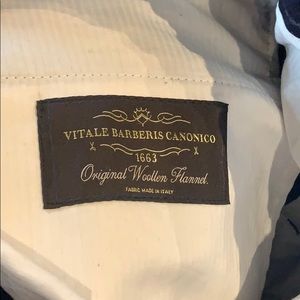 VITALE BARBERIS CANONICO
1663
Original Woollen Flannel.
FABRIC MADE IN ITALY